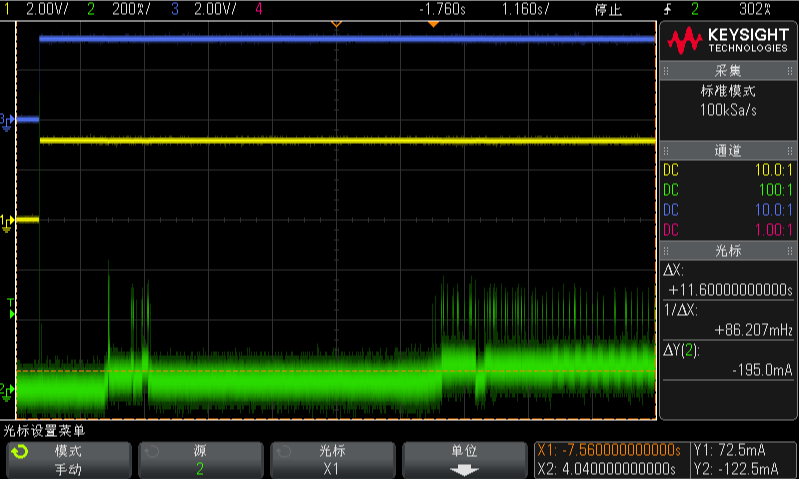 1 2.00V/ 2 200%/ 3 2.00V/ 4 -1.760s 1.160s/ 停止 2 302%
KEYSIGHT
TECHNOLOGIES
采集
标准模式
100kSa/s
通道
DC 10.0:1
DC 100:1
DC 10.0:1
DC 1.00:1
光标
ΔX:
+11.60000000000s
1/ΔX:
+86.207mHz
ΔY(2):
-195.0mA
3
1
T
2
光标设置菜单
模式
手动
源
2
光标
X1
单位
X1: -7.560000000000s Y1: 72.5mA
X2: 4.040000000000s Y2: -122.5mA